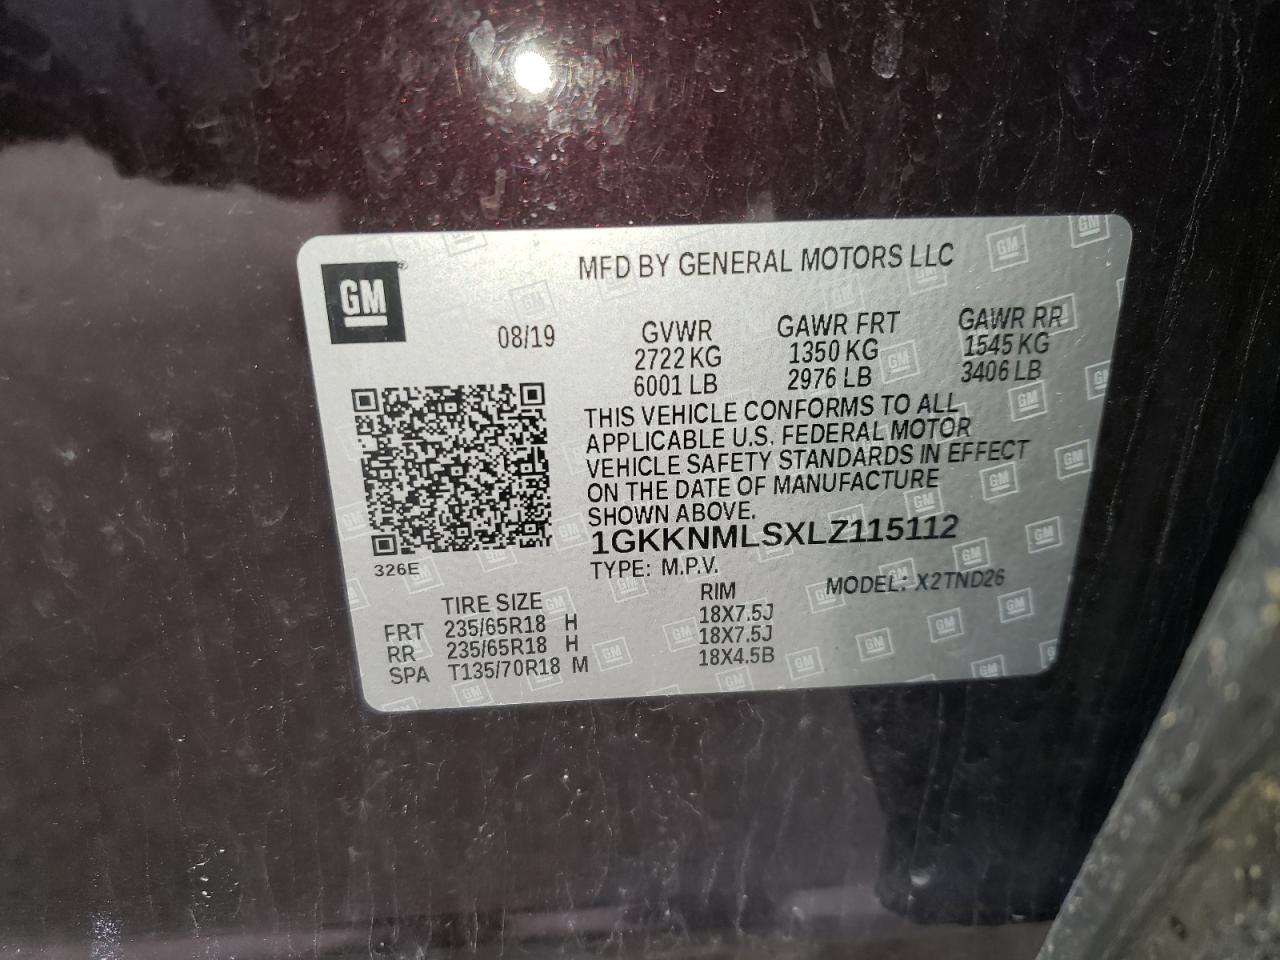 MFD BY GENERAL MOTORS LLC
GM
08/19
GVWR GAWR FRT GAWR RR
2722 KG 1350 KG 1545 KG
6001 LB 2976 LB 3406 LB
THIS VEHICLE CONFORMS TO ALL
APPLICABLE U.S. FEDERAL MOTOR
VEHICLE SAFETY STANDARDS IN EFFECT
ON THE DATE OF MANUFACTURE
SHOWN ABOVE.
1GKKNMLSXLZ115112
326E
TYPE: M.P.V. MODEL: X2TND26
TIRE SIZE RIM
FRT 235/65R18 H 18X7.5J
RR 235/65R18 H 18X7.5J
SPA T135/70R18 M 18X4.5B